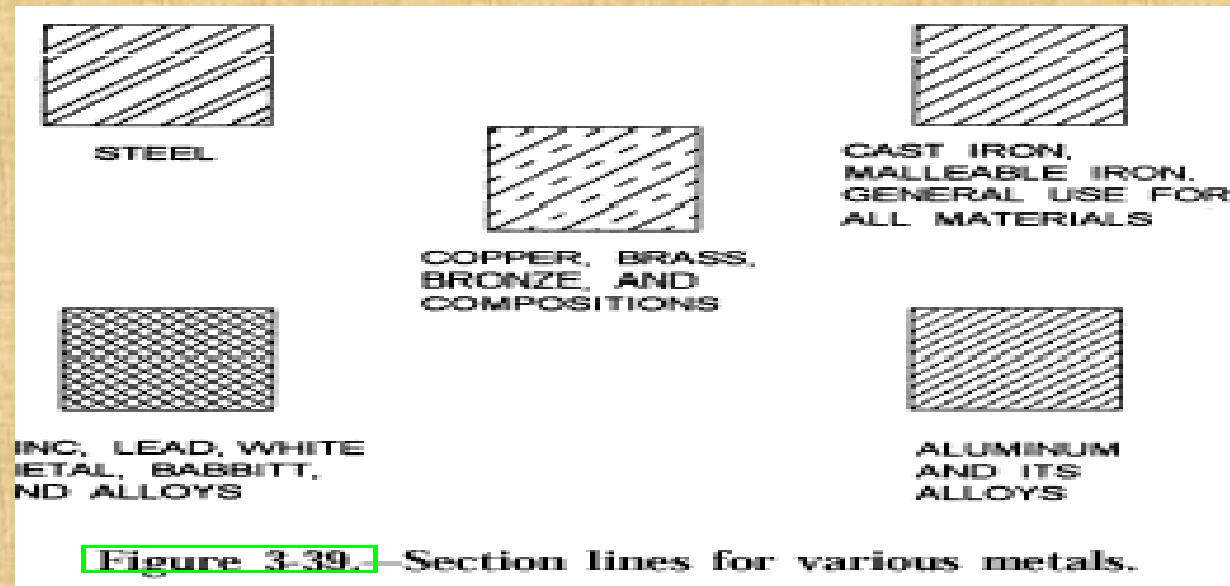 STEEL
CAST IRON,
MALLEABLE IRON.
GENERAL USE FOR
ALL MATERIALS
COPPER, BRASS,
BRONZE, AND
COMPOSITIONS
INC, LEAD, WHITE
IETAL, BABBITT,
ND ALLOYS
ALUMINUM
AND ITS
ALLOYS
Figure 3-39.—Section lines for various metals.